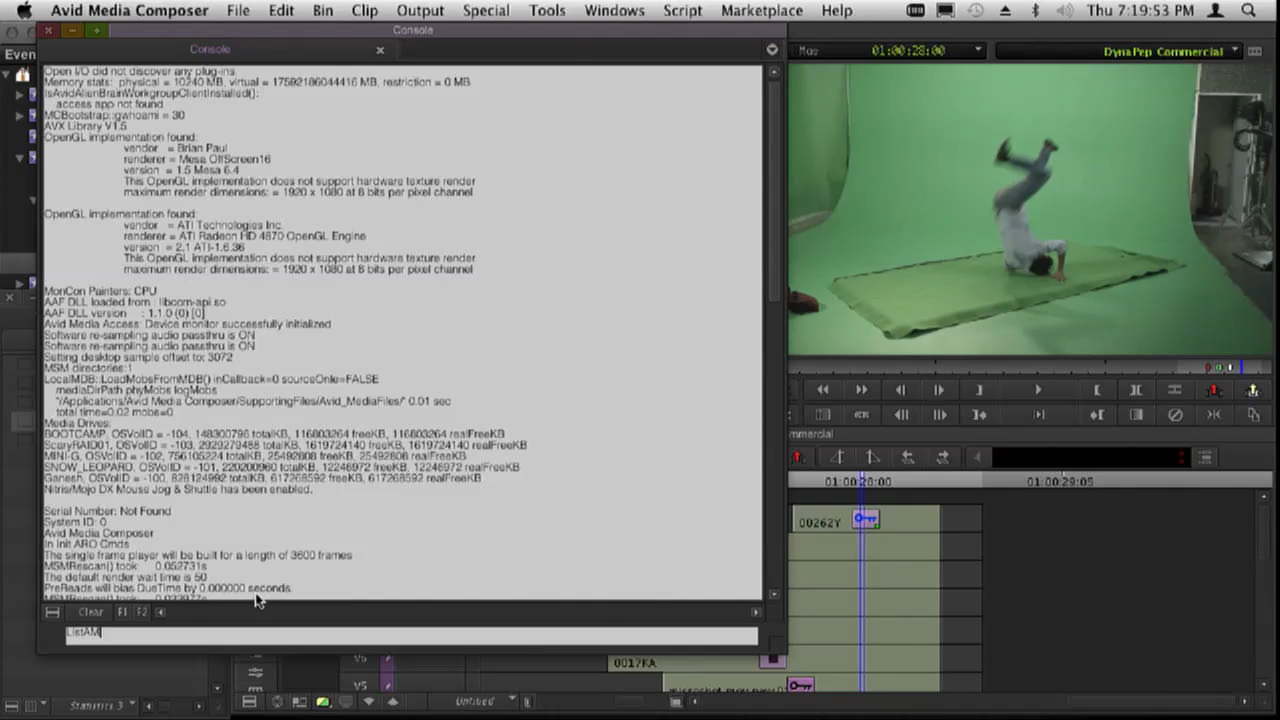 Avid Media Composer File Edit Bin Clip Output Special Tools Windows Script Marketplace Help Thu 7:19:53 PM
Console
Console
Open I/O did not discover any plug-ins
Memory stats: physical = 10240 MB, virtual = 17592186044416 MB, restriction = 0 MB
IsAvidAlienBrainWorkgroupClientInstalled():
access app not found
MCBootstrap::gwhoami = 30
AVX Library V1.5
OpenGL implementation found:
vendor = Brian Paul
renderer = Mesa OffScreen16
version = 1.5 Mesa 6.4
This OpenGL implementation does not support hardware texture render
maximum render dimensions: = 1920 x 1080 at 8 bits per pixel channel
OpenGL implementation found:
vendor = ATI Technologies Inc.
renderer = ATI Radeon HD 4870 OpenGL Engine
version = 2.1 ATI-1.6.36
This OpenGL implementation does not support hardware texture render
maximum render dimensions: = 1920 x 1080 at 8 bits per pixel channel
MonCon Painters: CPU
AAF DLL loaded from : libcom-api.so
AAF DLL version : 1.1.0 (0) [0]
Avid Media Access: Device monitor successfully initialized
Software re-sampling audio passthru is ON
Software re-sampling audio passthru is ON
Setting desktop sample offset to: 3072
MSM directories:1
LocalMDB::LoadMobsFromMDB() inCallback=0 sourceOnle=FALSE
mediaDirPath phyMobs logMobs
"/Applications/Avid Media Composer/SupportingFiles/Avid_MediaFiles/" 0.01 sec
total time=0.02 mobs=0
Media Drives:
BOOTCAMP, OSVolID = -104, 148300796 totalKB, 116803264 freeKB, 116803264 realFreeKB
ScaryRAID01, OSVolID = -103, 2929279488 totalKB, 1619724140 freeKB, 1619724140 realFreeKB
MINI-G, OSVolID = -102, 756105224 totalKB, 25492808 freeKB, 25492808 realFreeKB
SNOW_LEOPARD, OSVolID = -101, 220200960 totalKB, 12246972 freeKB, 12246972 realFreeKB
Ganesh, OSVolID = -100, 828124992 totalKB, 617268592 freeKB, 617268592 realFreeKB
Nitris/Mojo DX Mouse Jog & Shuttle has been enabled.
Serial Number: Not Found
System ID: 0
Avid Media Composer
In Init ARO Cmds
The single frame player will be built for a length of 3600 frames
MSMRescan() took 0.052731s
The default render wait time is 50
PreReads will bias DueTime by 0.000000 seconds.
Clear F1 F2
ListAM
Even
Mas 01:00:28:00 DynaPep Commercial
mmercial
01:00:28:00 01:00:29:05
00262Y
0017KA
V6
V5
Statistics 3
Untitled